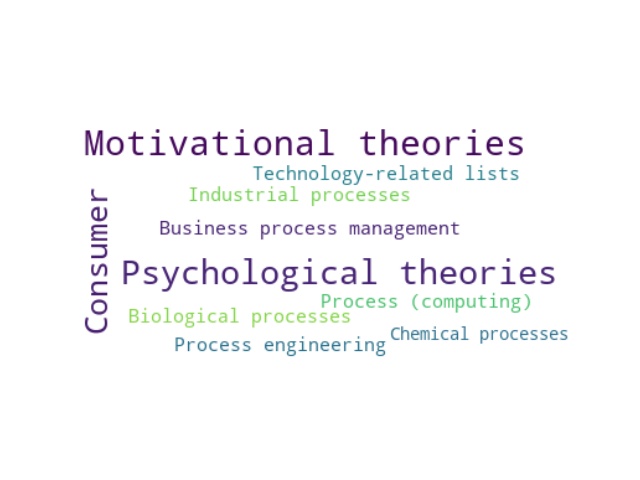 Motivational theories
Technology-related lists
Industrial processes
Consumer
Business process management
Psychological theories
Process (computing)
Biological processes
Chemical processes
Process engineering